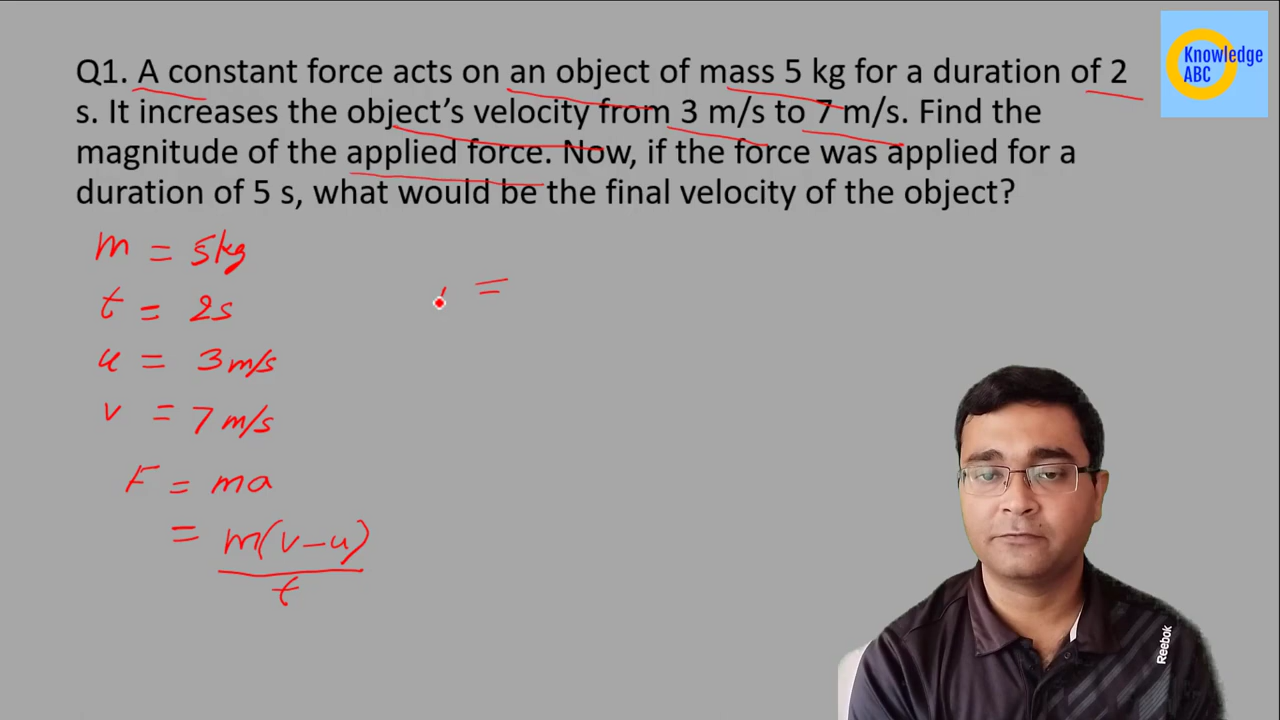 Knowledge
ABC
Q1. A constant force acts on an object of mass 5 kg for a duration of 2
s. It increases the object’s velocity from 3 m/s to 7 m/s. Find the
magnitude of the applied force. Now, if the force was applied for a
duration of 5 s, what would be the final velocity of the object?
m = 5kg
t = 2s
=
u = 3 m/s
v = 7 m/s
F = ma
= m(v-u)
t
Reebok